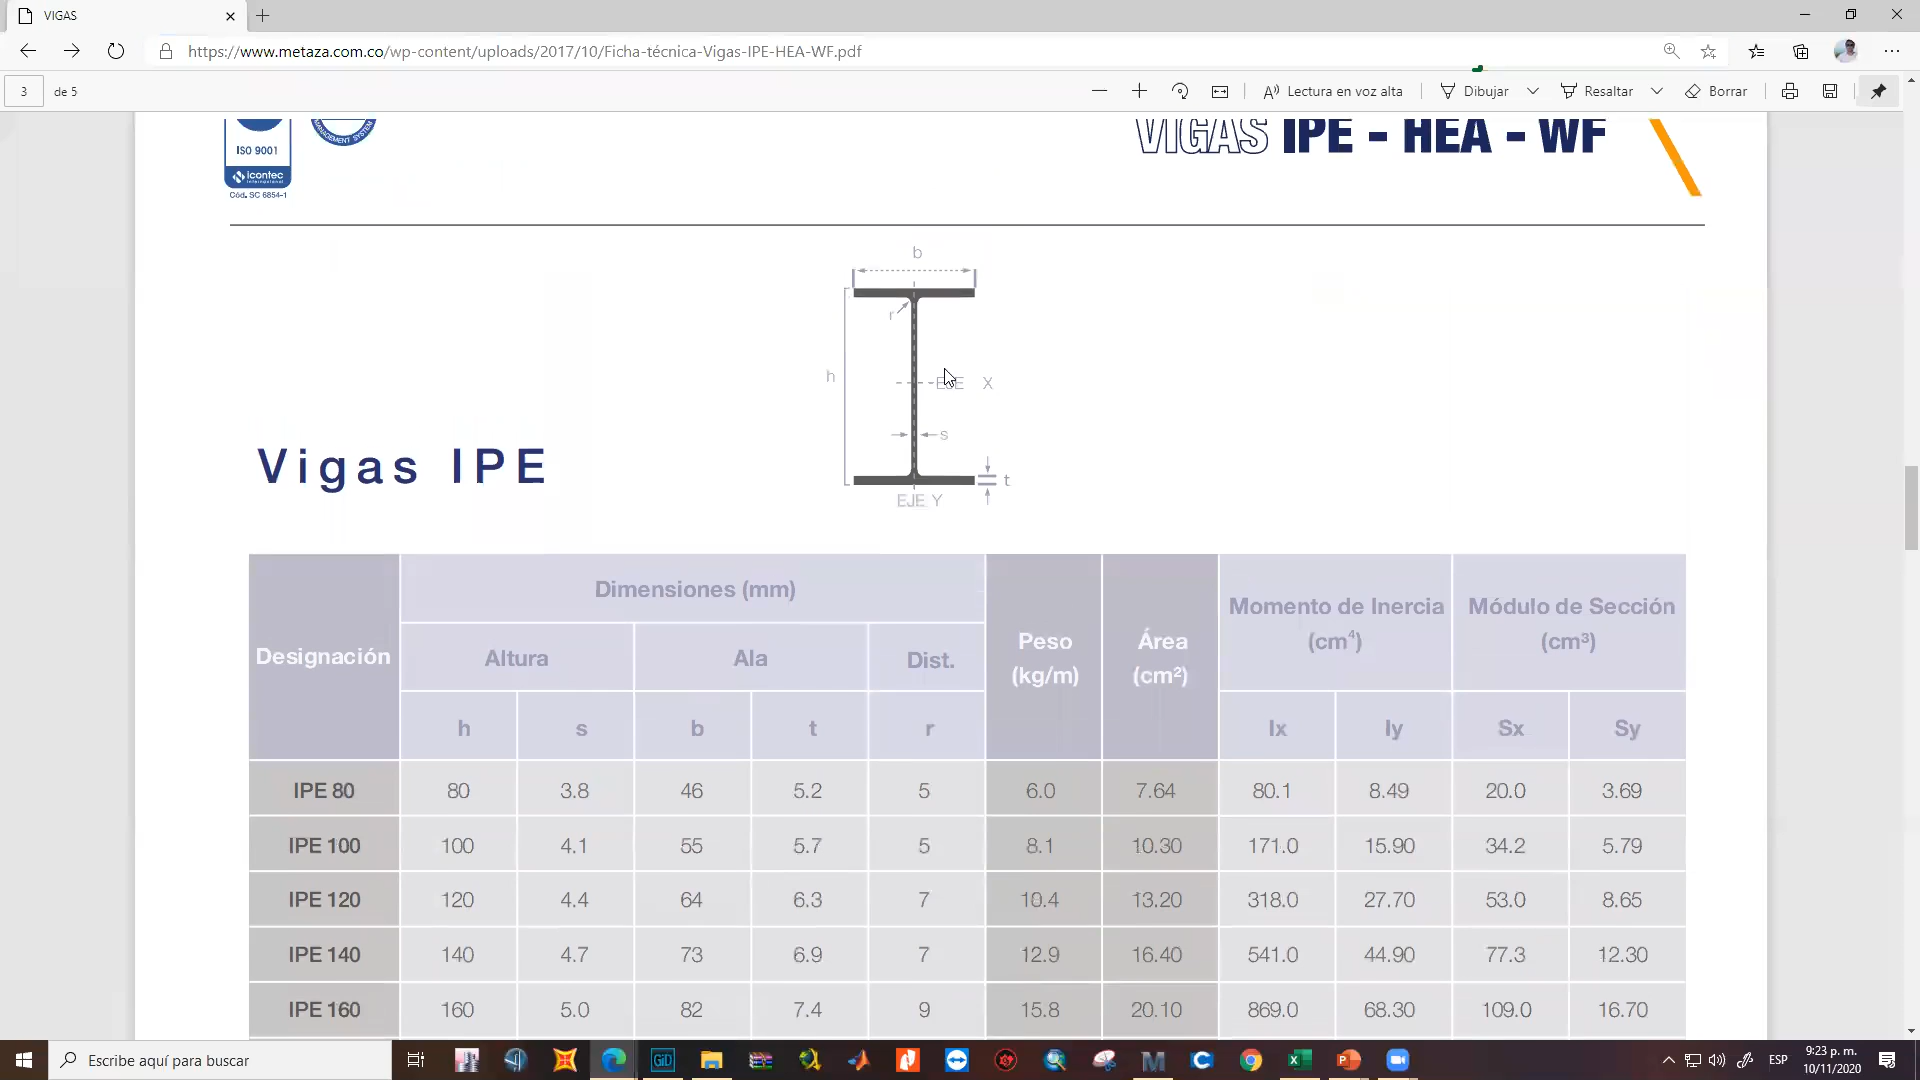 VIGAS
https://www.metaza.com.co/wp-content/uploads/2017/10/Ficha-técnica-Vigas-IPE-HEA-WF.pdf
3 de 5
Lectura en voz alta
Dibujar
Resaltar
Borrar
MANAGEMENT SYSTEM
ISO 9001
icontec
internacional
Cód. SC 6854-1
VIGAS IPE - HEA - WF
b
r
h
EJE X
s
t
EJE Y
Vigas IPE
Designación
Dimensiones (mm)
Peso (kg/m)
Área (cm²)
Momento de Inercia (cm⁴)
Módulo de Sección (cm³)
Altura Ala Dist.
h s b t r Ix Iy Sx Sy
IPE 80 80 3.8 46 5.2 5 6.0 7.64 80.1 8.49 20.0 3.69
IPE 100 100 4.1 55 5.7 5 8.1 10.30 171.0 15.90 34.2 5.79
IPE 120 120 4.4 64 6.3 7 10.4 13.20 318.0 27.70 53.0 8.65
IPE 140 140 4.7 73 6.9 7 12.9 16.40 541.0 44.90 77.3 12.30
IPE 160 160 5.0 82 7.4 9 15.8 20.10 869.0 68.30 109.0 16.70
Escribe aquí para buscar
GiD
ESP
9:23 p. m.
10/11/2020